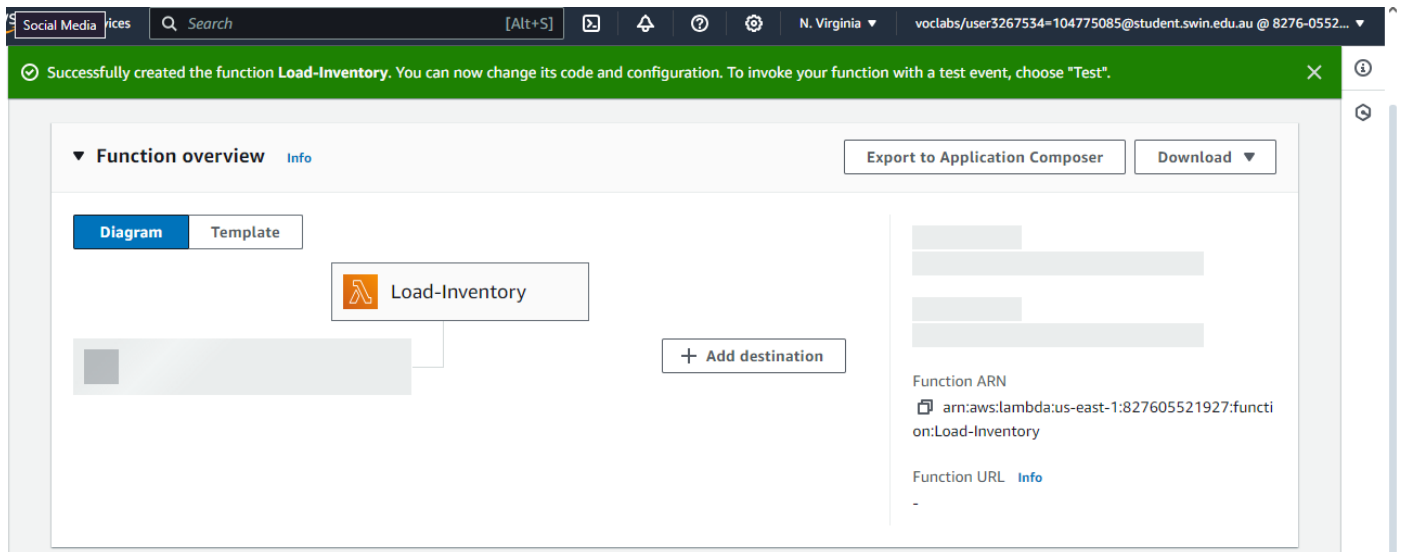 Social Media
vices
Search
[Alt+S]
N. Virginia
voclabs/user3267534=104775085@student.swin.edu.au @ 8276-0552...
Successfully created the function Load-Inventory. You can now change its code and configuration. To invoke your function with a test event, choose "Test".
Function overview
Info
Export to Application Composer
Download
Diagram
Template
Load-Inventory
+ Add destination
Function ARN
arn:aws:lambda:us-east-1:827605521927:functi
on:Load-Inventory
Function URL
Info
-